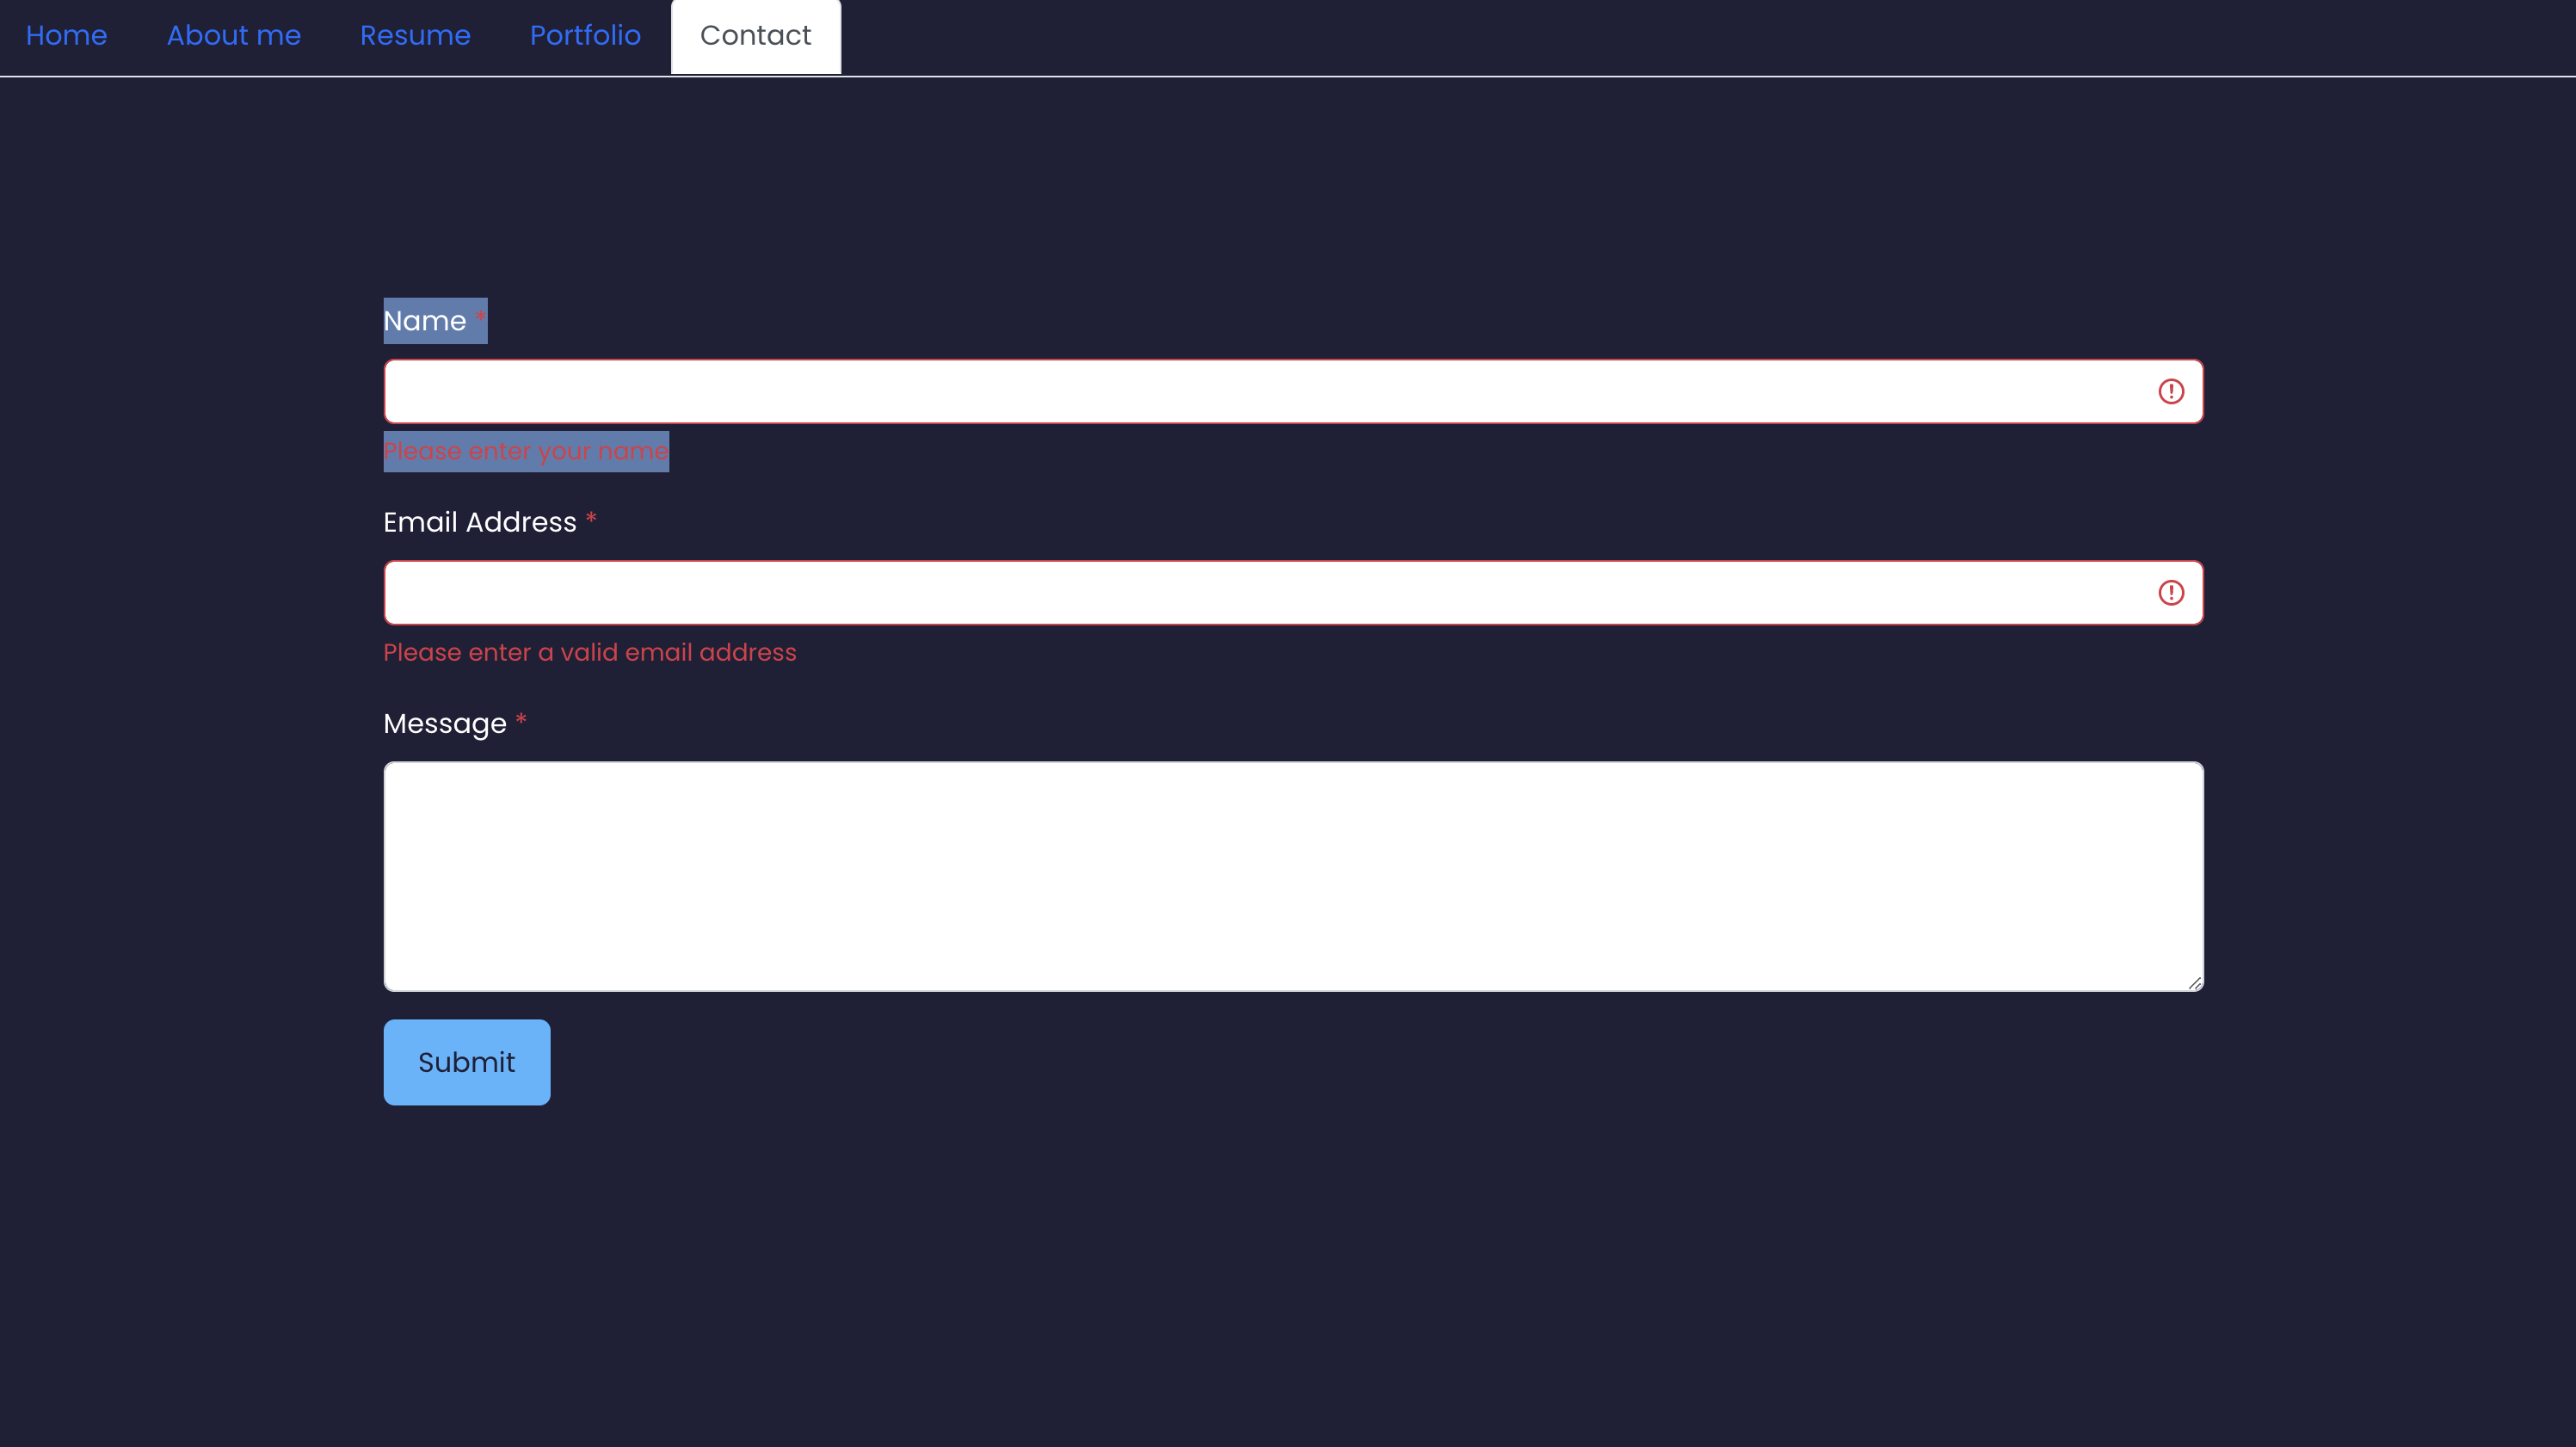 Home About me Resume Portfolio Contact
Name *
Please enter your name
Email Address *
Please enter a valid email address
Message *
Submit